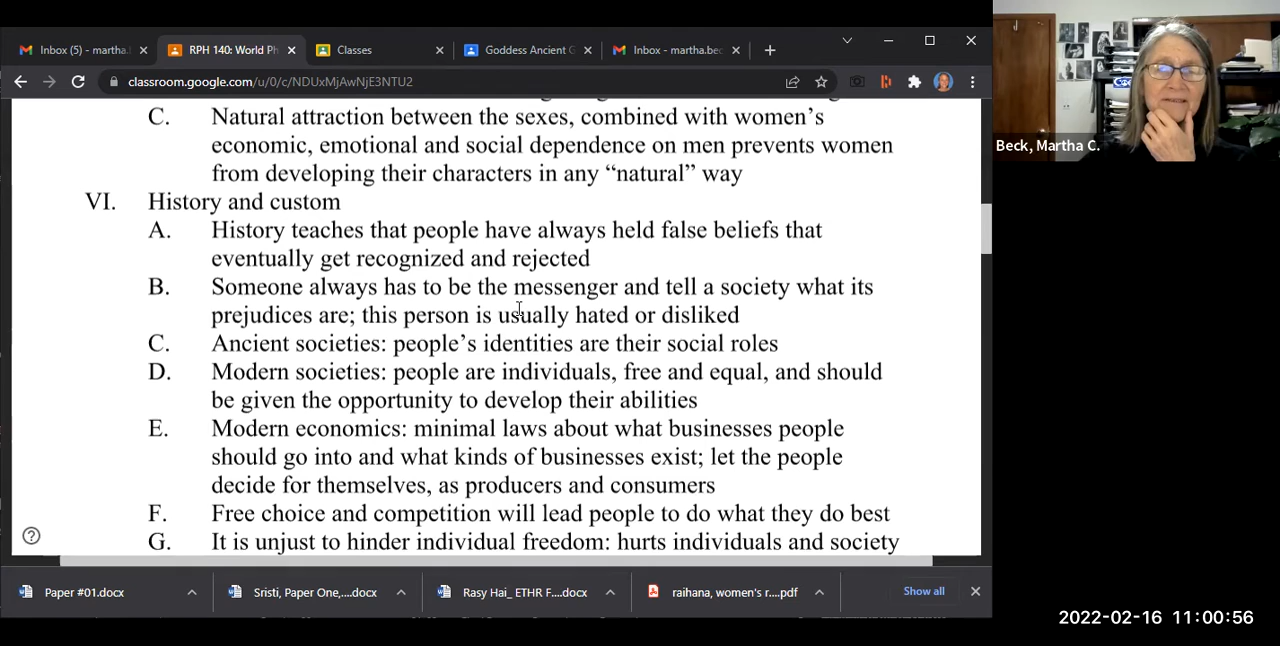 Inbox (5) - martha.
RPH 140: World Ph
Classes
Goddess Ancient G
Inbox - martha.bec
classroom.google.com/u/0/c/NDUxMjAwNjE3NTU2
C. Natural attraction between the sexes, combined with women’s
economic, emotional and social dependence on men prevents women
from developing their characters in any “natural” way
VI. History and custom
A. History teaches that people have always held false beliefs that
eventually get recognized and rejected
B. Someone always has to be the messenger and tell a society what its
prejudices are; this person is usually hated or disliked
C. Ancient societies: people’s identities are their social roles
D. Modern societies: people are individuals, free and equal, and should
be given the opportunity to develop their abilities
E. Modern economics: minimal laws about what businesses people
should go into and what kinds of businesses exist; let the people
decide for themselves, as producers and consumers
F. Free choice and competition will lead people to do what they do best
G. It is unjust to hinder individual freedom: hurts individuals and society
Paper #01.docx
Sristi, Paper One,....docx
Rasy Hai_ ETHR F....docx
raihana, women's r....pdf
Show all
Beck, Martha C.
2022-02-16 11:00:56